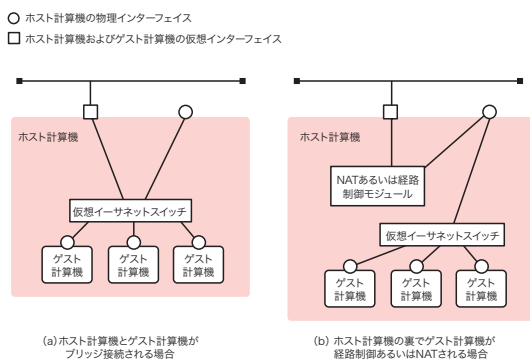 ホスト計算機の物理インターフェイス
ホスト計算機およびゲスト計算機の仮想インターフェイス
ホスト計算機
仮想イーサネットスイッチ
ゲスト
計算機
ゲスト
計算機
ゲスト
計算機
(a)ホスト計算機とゲスト計算機が
ブリッジ接続される場合
ホスト計算機
NATあるいは経路
制御モジュール
仮想イーサネットスイッチ
ゲスト
計算機
ゲスト
計算機
ゲスト
計算機
(b) ホスト計算機の裏でゲスト計算機が
経路制御あるいはNATされる場合